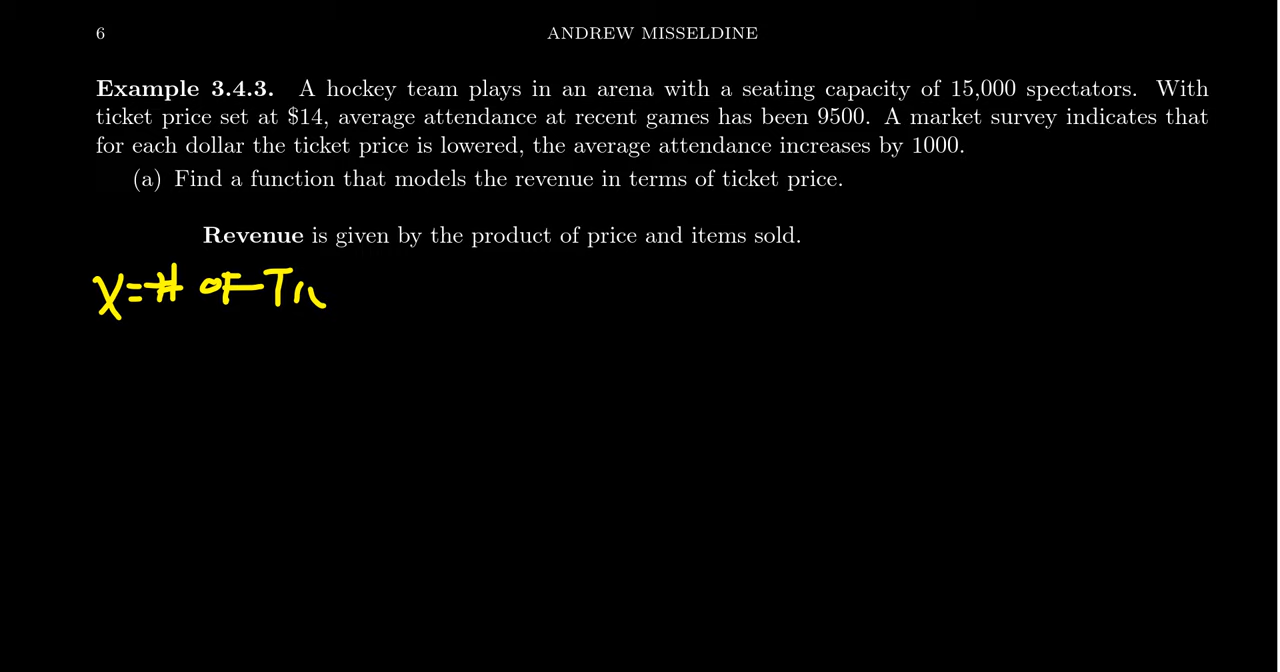 6
ANDREW MISSELDINE
Example 3.4.3. A hockey team plays in an arena with a seating capacity of 15,000 spectators. With
ticket price set at $14, average attendance at recent games has been 9500. A market survey indicates that
for each dollar the ticket price is lowered, the average attendance increases by 1000.
(a) Find a function that models the revenue in terms of ticket price.
Revenue is given by the product of price and items sold.
x = # OF